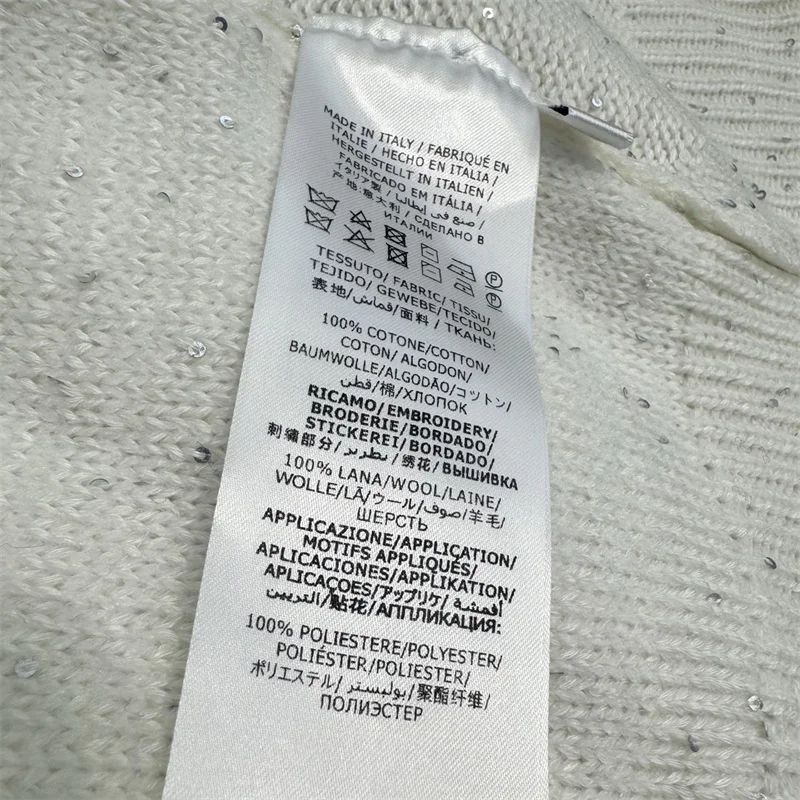 MADE IN ITALY / FABRIQUÉ EN
ITALIE / HECHO EN ITALIA /
HERGESTELLT IN ITALIEN /
FABRICADO EM ITÁLIA /
イタリア製 / صنع في إيطاليا /
产地:意大利 / СДЕЛАНО В
ИТАЛИИ
P
P
TESSUTO/ FABRIC/ TISSU/
TEJIDO/ GEWEBE/TECIDO/
表地/قماش/面料 / ТКАНЬ:
100% COTONE/COTTON/
COTON/ ALGODON/
BAUMWOLLE/ALGODÃO/コットン/
قطن/棉/ХЛОПОК
RICAMO/ EMBROIDERY/
BRODERIE/ BORDADO/
STICKEREI/ BORDADO/
刺繍部分/ تطريز /绣花/ ВЫШИВКА
100% LANA/WOOL/LAINE/
WOLLE/LÃ/ウール/صوف/羊毛/
ШЕРСТЬ
APPLICAZIONE/APPLICATION/
MOTIFS APPLIQUÉS/
APLICACIONES/APPLIKATION/
APLICAÇOES/アップリケ/ أقمشة
التزيين/贴花/АППЛИКАЦИЯ:
100% POLIESTERE/POLYESTER/
POLIÉSTER/POLIESTER/
ポリエステル/ بوليستر/聚酯纤维/
ПОЛИЭСТЕР